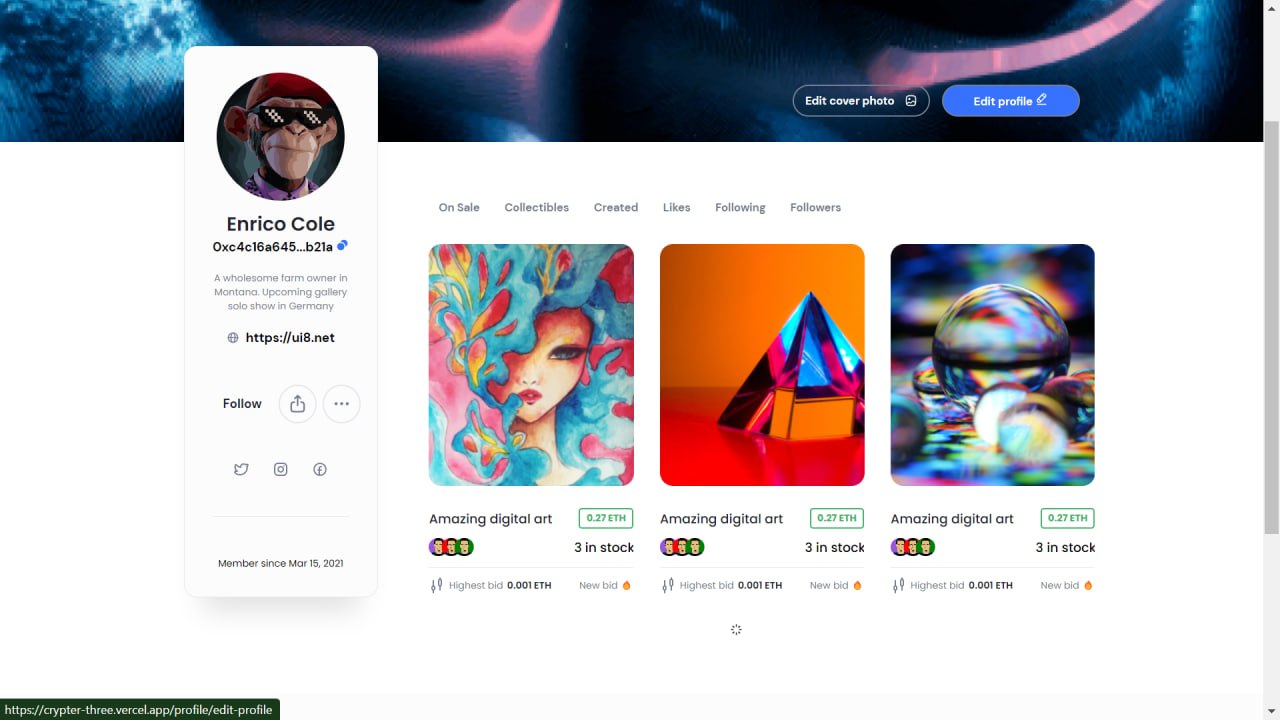 Edit cover photo
Edit profile
Enrico Cole
0xc4c16a645...b21a
A wholesome farm owner in
Montana. Upcoming gallery
solo show in Germany
https://ui8.net
Follow
Member since Mar 15, 2021
On Sale Collectibles Created Likes Following Followers
Amazing digital art 0.27 ETH
3 in stock
Highest bid 0.001 ETH New bid
Amazing digital art 0.27 ETH
3 in stock
Highest bid 0.001 ETH New bid
Amazing digital art 0.27 ETH
3 in stock
Highest bid 0.001 ETH New bid
https://crypter-three.vercel.app/profile/edit-profile